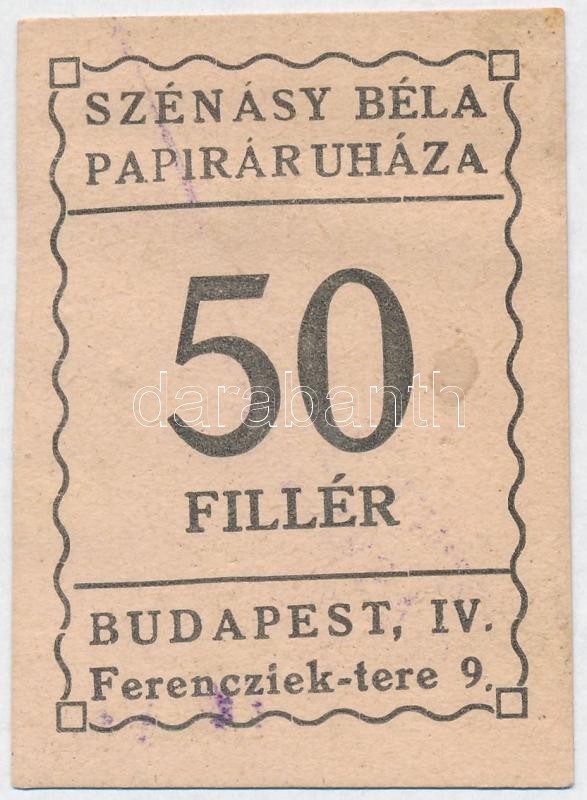 SZÉNÁSY BÉLA
PAPIRÁRUHÁZA
50
darabanth
FILLÉR
BUDAPEST, IV.
Ferencziek-tere 9.